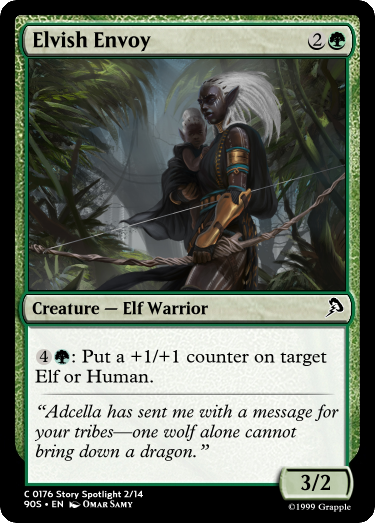 Elvish Envoy 2
Creature — Elf Warrior
4: Put a +1/+1 counter on target
Elf or Human.
“Adcella has sent me with a message for
your tribes—one wolf alone cannot
bring down a dragon.”
3/2
C 0176 Story Spotlight 2/14
90S • EN Omar Samy
©1999 Grapple